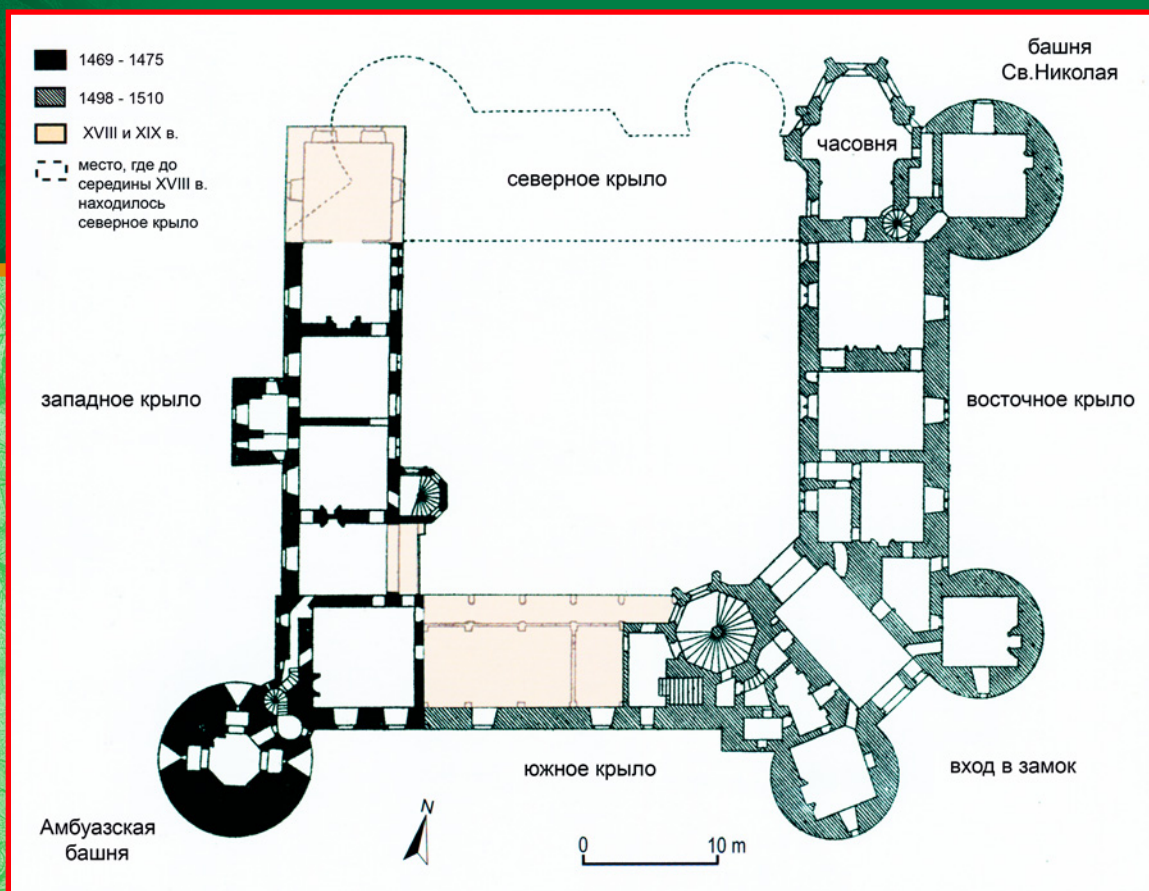 1469 - 1475
1498 - 1510
XVIII и XIX в.
место, где до
середины XVIII в.
находилось
северное крыло
башня
Св.Николая
часовня
северное крыло
западное крыло
восточное крыло
южное крыло
вход в замок
Амбуазская
башня
N
0 10 m